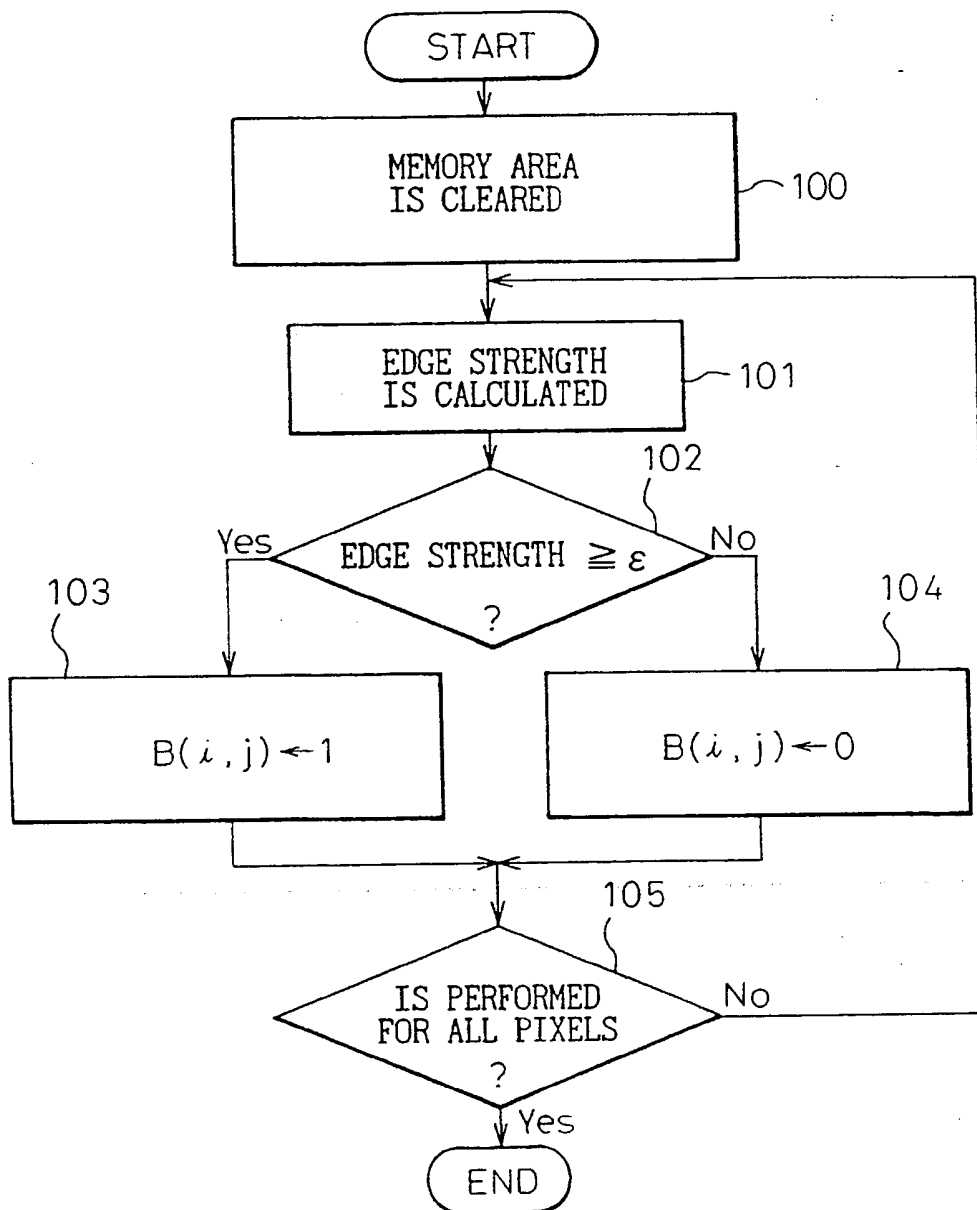 START
MEMORY AREA
IS CLEARED
100
EDGE STRENGTH
IS CALCULATED
101
102
Yes
EDGE STRENGTH ≧ ε
No
?
103
B(i,j)←1
104
B(i,j)←0
105
IS PERFORMED
FOR ALL PIXELS
?
No
Yes
END